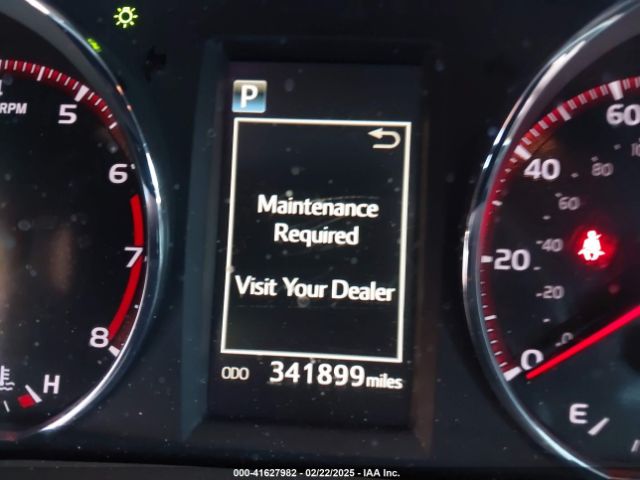 P
Maintenance
Required
Visit Your Dealer
ODO 341899 miles
RPM
5
6
7
8
H
60
40
80
60
20
40
20
0
0
E
000-41627982 - 02/22/2025 - IAA Inc.